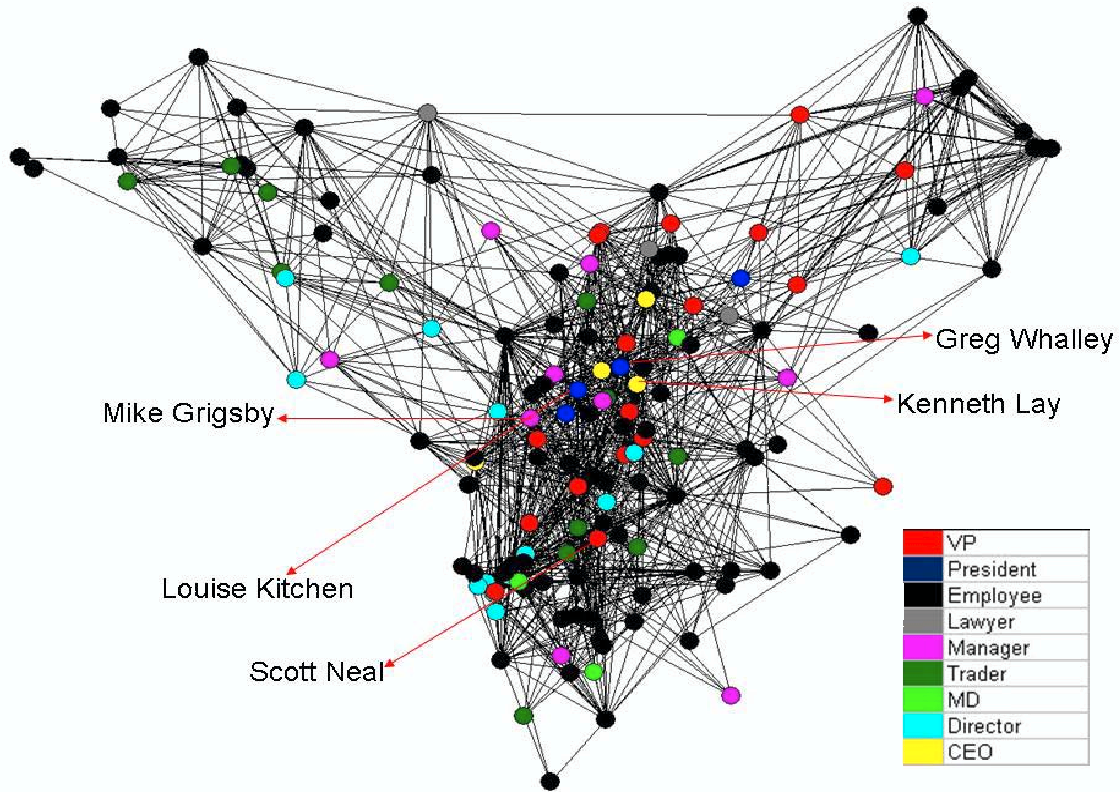 Greg Whalley
Kenneth Lay
Mike Grigsby
Louise Kitchen
Scott Neal
VP
President
Employee
Lawyer
Manager
Trader
MD
Director
CEO